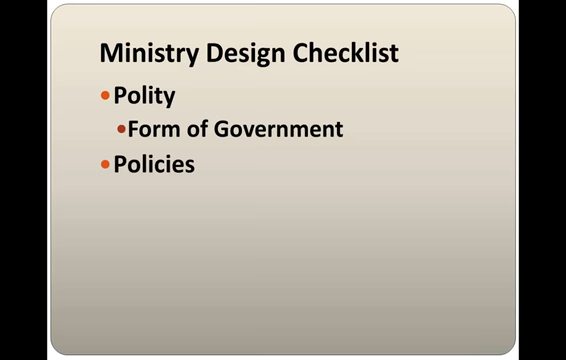 Ministry Design Checklist
•Polity
•Form of Government
•Policies